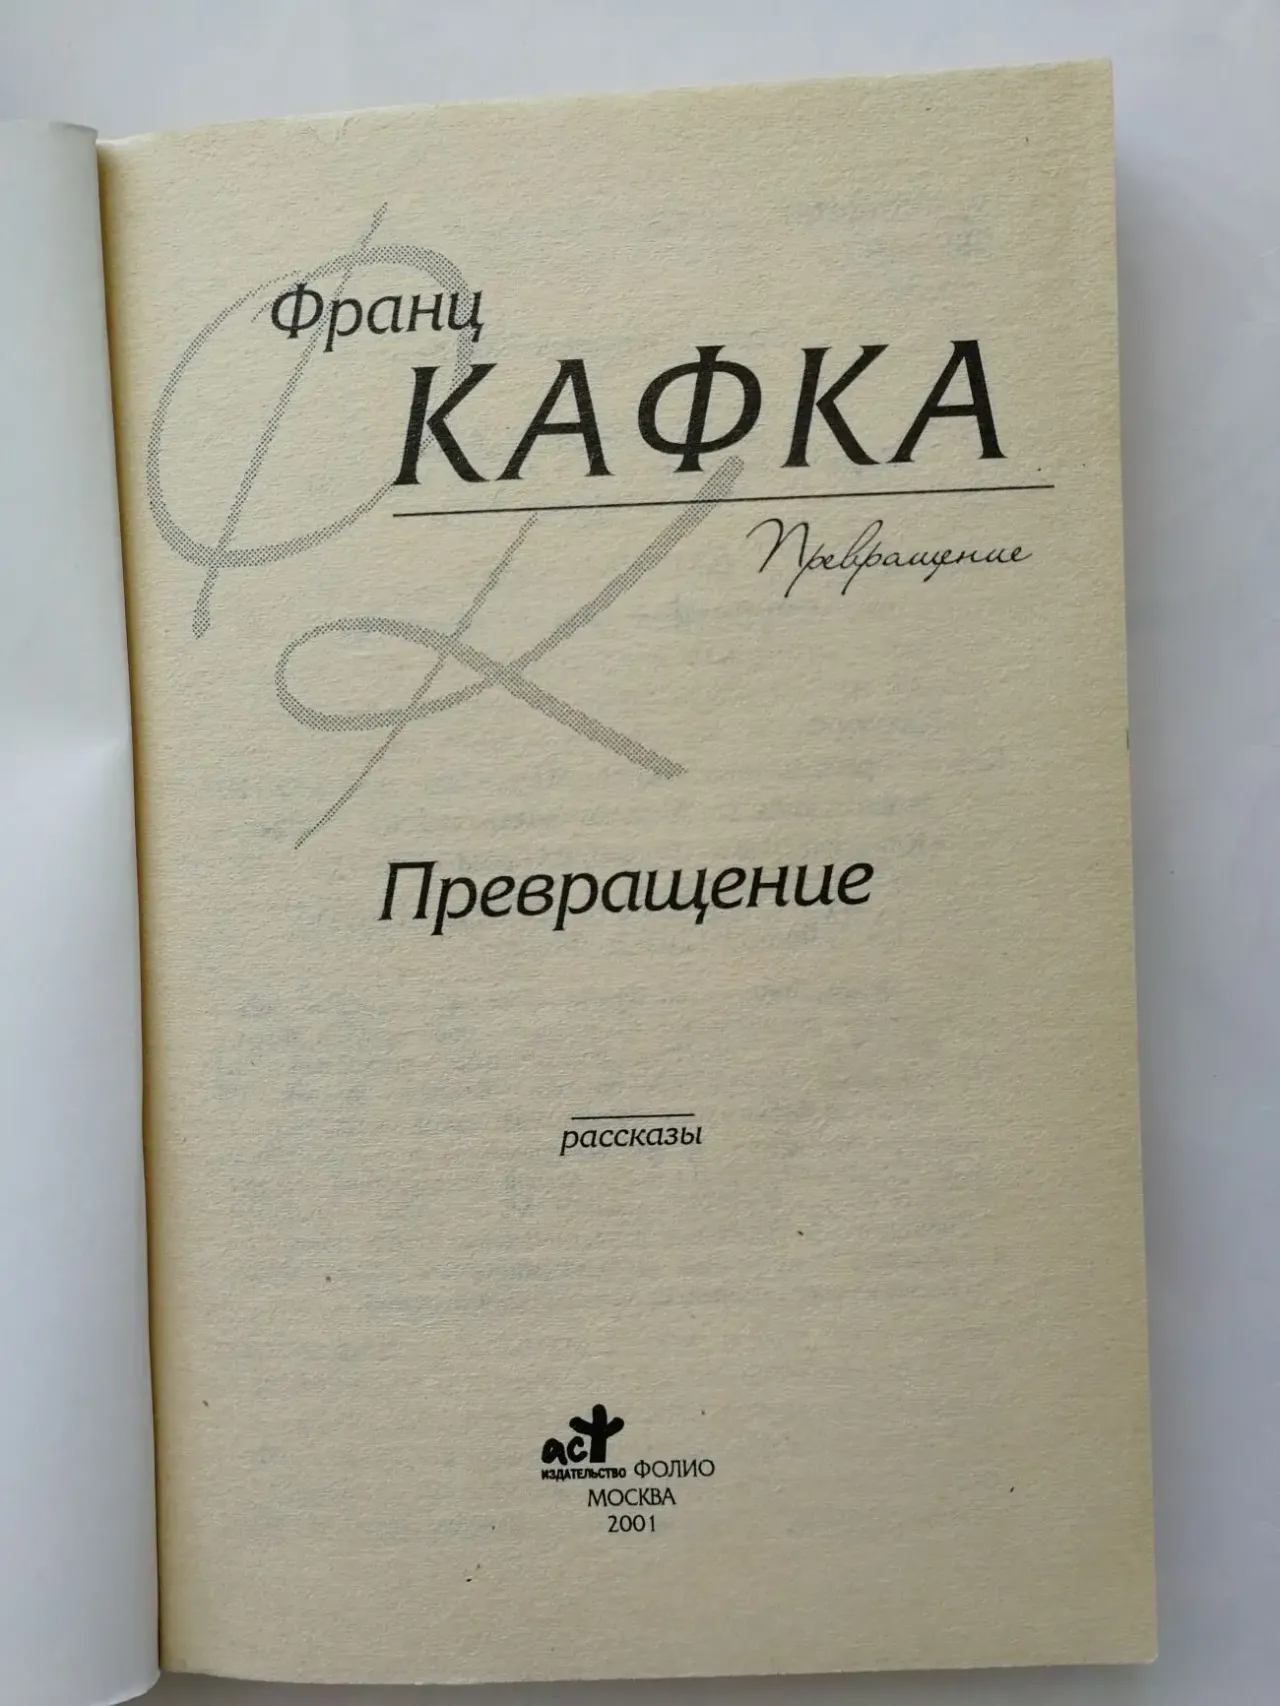 Франц
КАФКА
Превращение
Превращение
рассказы
аст
ИЗДАТЕЛЬСТВО ФОЛИО
МОСКВА
2001